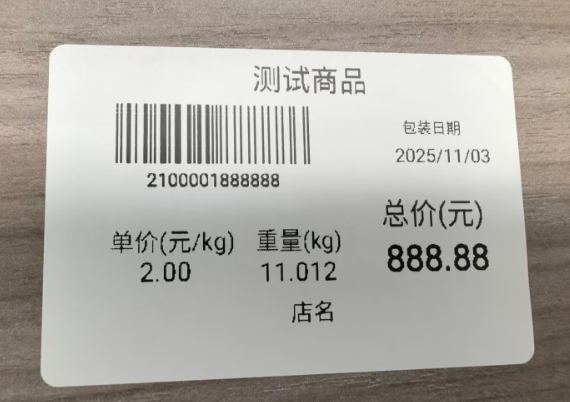 测试商品
包装日期
2100001888888
2025/11/03
单价(元/kg) 重量(kg) 总价(元)
2.00 11.012 888.88
店名